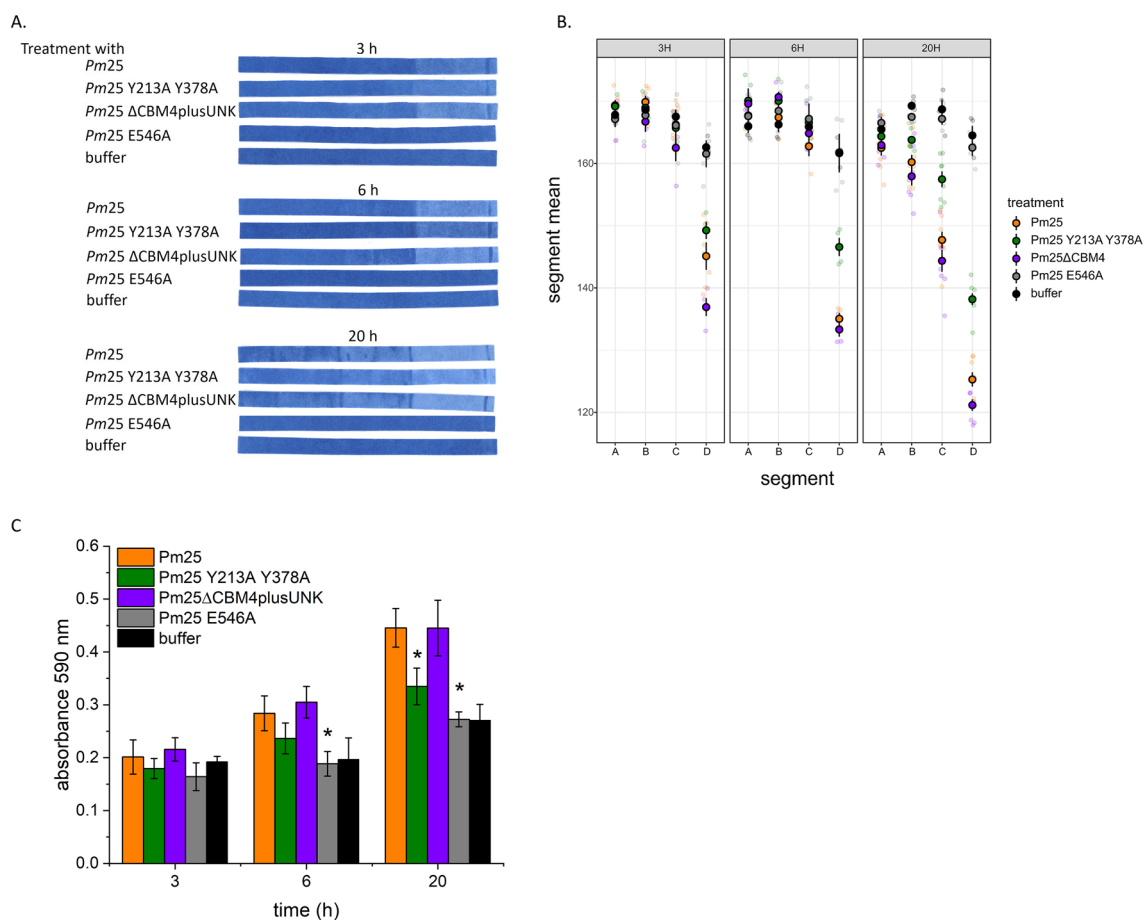 A.
Treatment with
3 h
Pm25
Pm25 Y213A Y378A
Pm25 ΔCBM4plusUNK
Pm25 E546A
buffer
6 h
Pm25
Pm25 Y213A Y378A
Pm25 ΔCBM4plusUNK
Pm25 E546A
buffer
20 h
Pm25
Pm25 Y213A Y378A
Pm25 ΔCBM4plusUNK
Pm25 E546A
buffer
B.
3H 6H 20H
segment mean
160
140
120
A B C D A B C D A B C D
segment
treatment
Pm25
Pm25 Y213A Y378A
Pm25ΔCBM4
Pm25 E546A
buffer
C
absorbance 590 nm
0.6
0.5
0.4
0.3
0.2
0.1
0.0
Pm25
Pm25 Y213A Y378A
Pm25ΔCBM4plusUNK
Pm25 E546A
buffer
*
*
*
3 6 20
time (h)